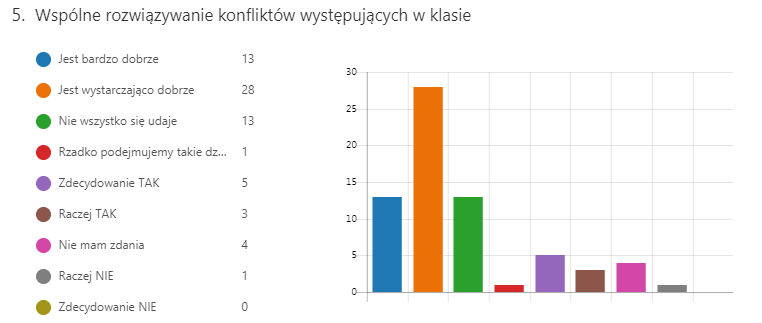 5. Wspólne rozwiązywanie konfliktów występujących w klasie
Jest bardzo dobrze 13
Jest wystarczająco dobrze 28
Nie wszystko się udaje 13
Rzadko podejmujemy takie dz... 1
Zdecydowanie TAK 5
Raczej TAK 3
Nie mam zdania 4
Raczej NIE 1
Zdecydowanie NIE 0
30
25
20
15
10
5
0